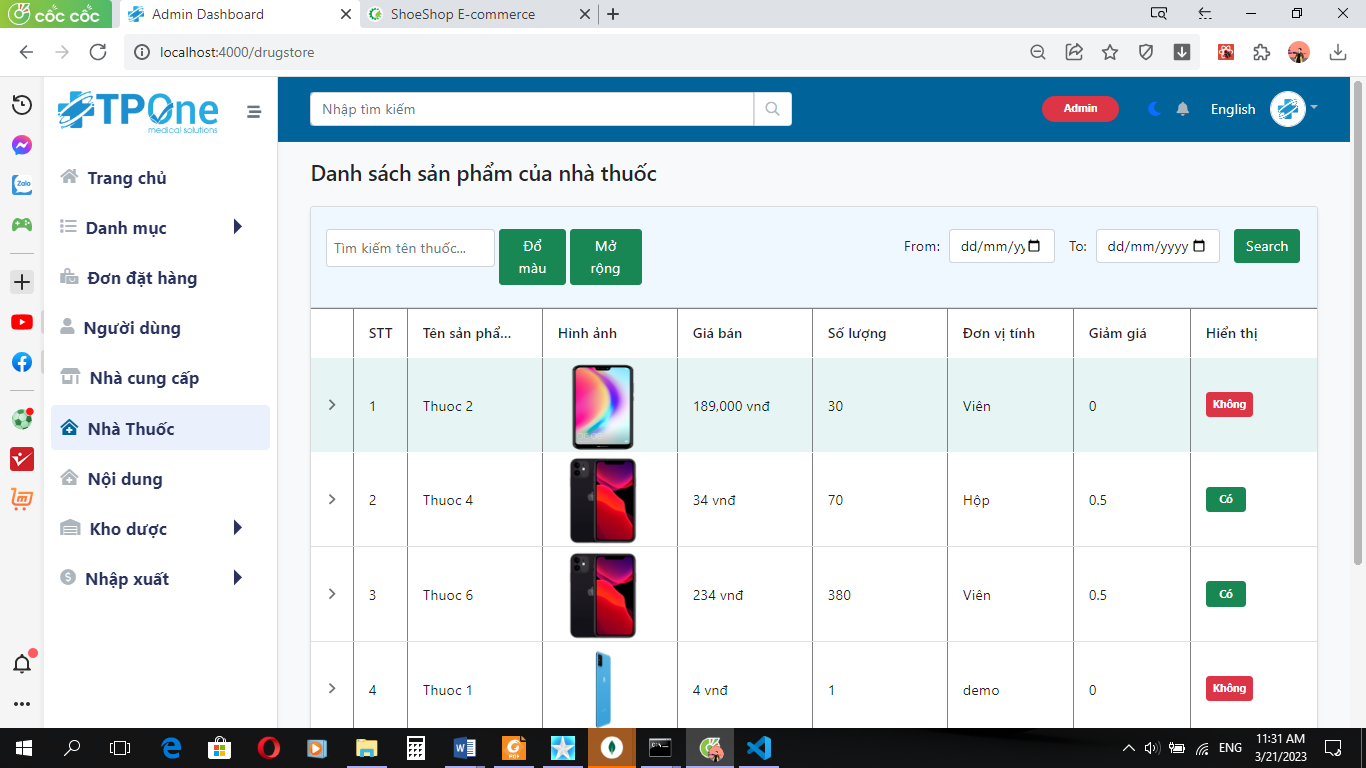 cốc cốc
Admin Dashboard
ShoeShop E-commerce
localhost:4000/drugstore
TPOne
medical solutions
Nhập tìm kiếm
Admin
English
Zalo
Trang chủ
Danh mục
Đơn đặt hàng
Người dùng
Nhà cung cấp
Nhà Thuốc
Nội dung
Kho dược
Nhập xuất
Danh sách sản phẩm của nhà thuốc
Tìm kiếm tên thuốc...
Đổ
màu
Mở
rộng
From:
dd/mm/yy
To:
dd/mm/yyyy
Search
STT Tên sản phẩ... Hình ảnh Giá bán Số lượng Đơn vị tính Giảm giá Hiển thị
1 Thuoc 2 189,000 vnđ 30 Viên 0 Không
2 Thuoc 4 34 vnđ 70 Hộp 0.5 Có
3 Thuoc 6 234 vnđ 380 Viên 0.5 Có
4 Thuoc 1 4 vnđ 1 demo 0 Không
ENG
11:31 AM
3/21/2023